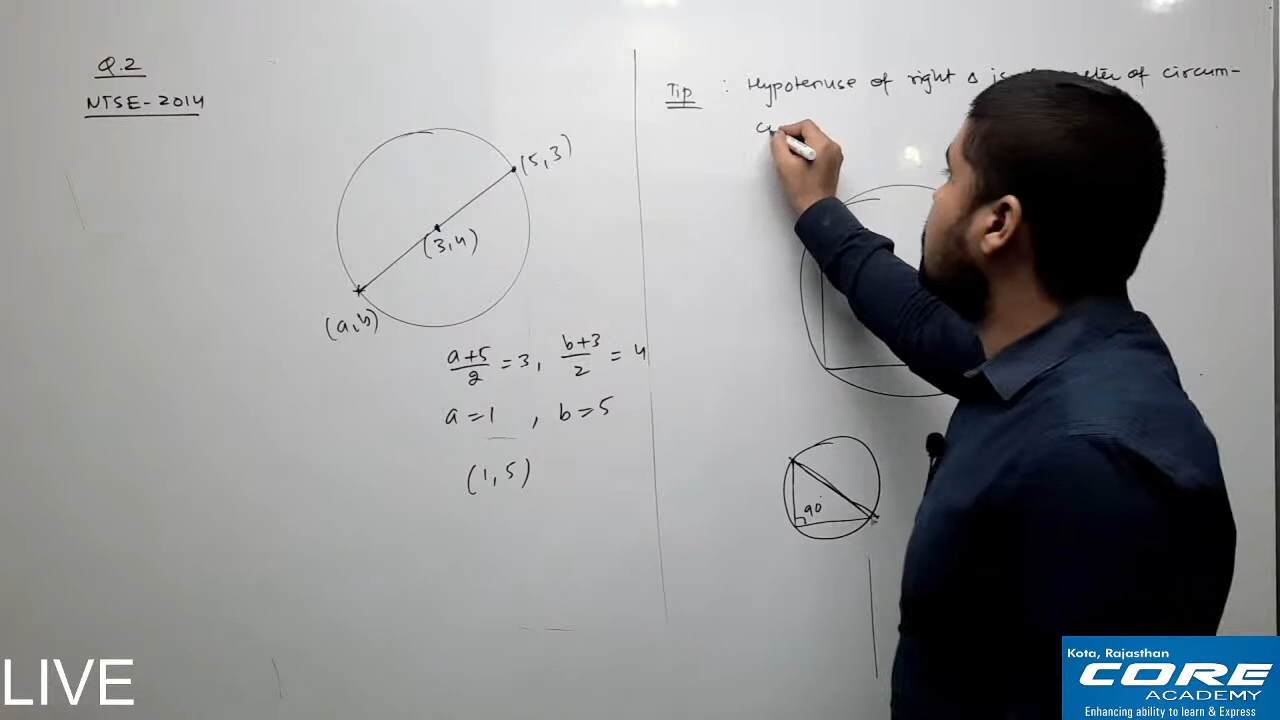 Q.2
NTSE-2014
(5,3)
(3,4)
(a,b)
a+5/2 = 3, b+3/2 = 4
a = 1 , b = 5
(1,5)
Tip : Hypotenuse of right Δ is of circum-
90°
LIVE
Kota, Rajasthan
CORE
ACADEMY
Enhancing ability to learn & Express